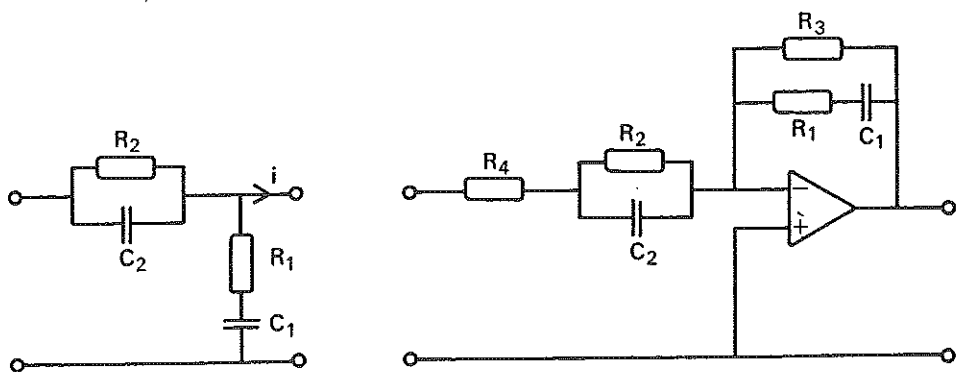 R₂
i
C₂
R₁
C₁
R₃
R₁
C₁
R₄
R₂
C₂
−
+